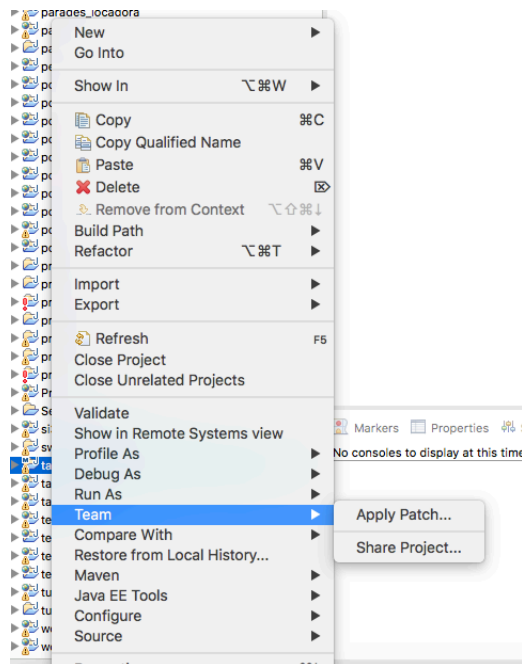 parades_locadora
New
Go Into
Show In ⌥⌘W
Copy ⌘C
Copy Qualified Name
Paste ⌘V
Delete ⌦
Remove from Context ⌥⇧⌘↓
Build Path
Refactor ⌥⌘T
Import
Export
Refresh F5
Close Project
Close Unrelated Projects
Validate
Show in Remote Systems view
Profile As
Debug As
Run As
Team
Compare With
Restore from Local History...
Maven
Java EE Tools
Configure
Source
Markers Properties
No consoles to display at this time
Apply Patch...
Share Project...